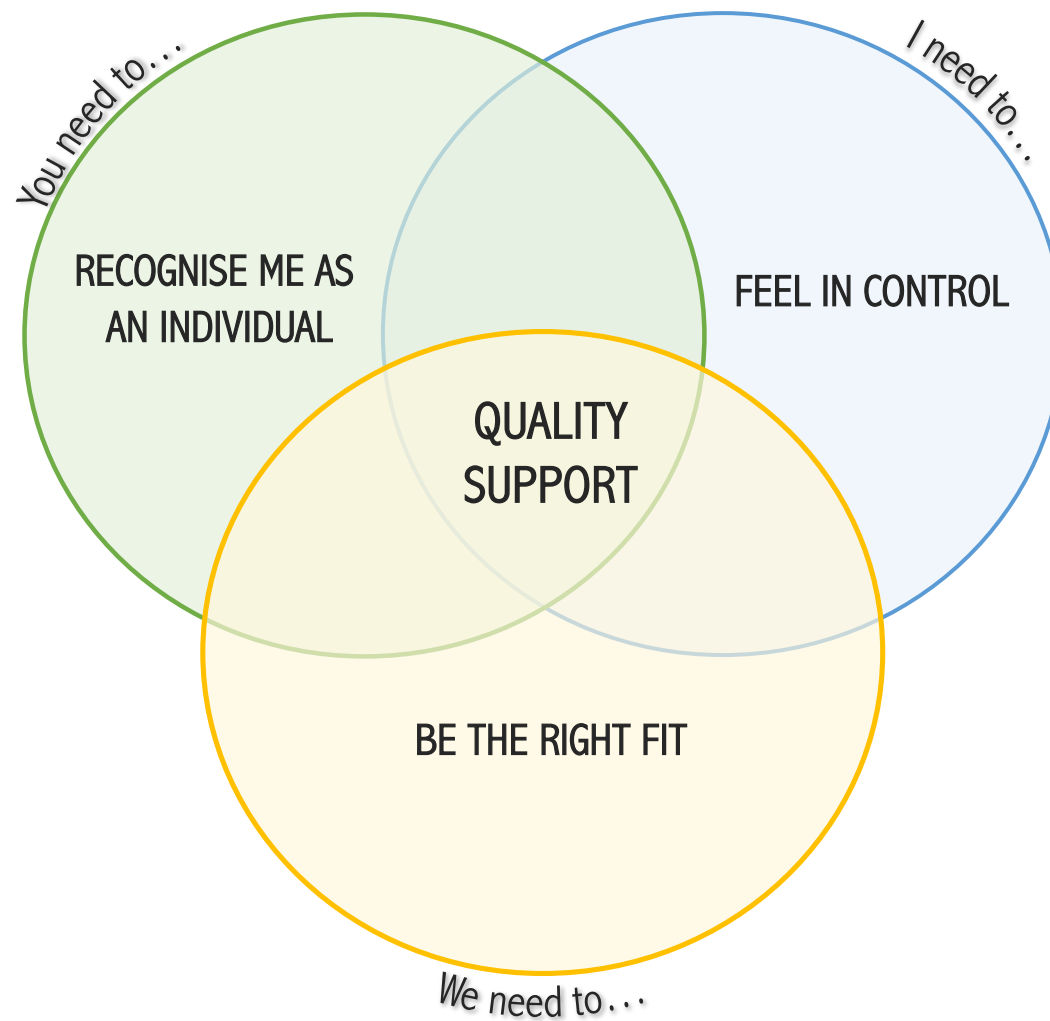 You need to...
I need to...
RECOGNISE ME AS
AN INDIVIDUAL
FEEL IN CONTROL
QUALITY
SUPPORT
BE THE RIGHT FIT
We need to...